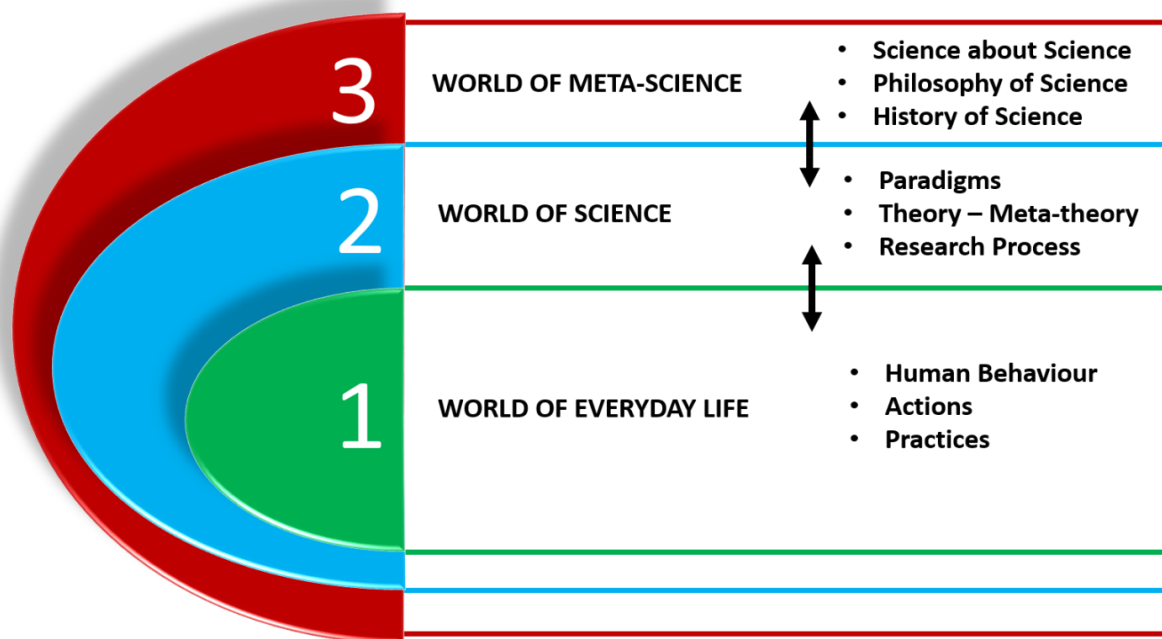 3
WORLD OF META-SCIENCE
• Science about Science
• Philosophy of Science
• History of Science
2
WORLD OF SCIENCE
• Paradigms
• Theory – Meta-theory
• Research Process
1
WORLD OF EVERYDAY LIFE
• Human Behaviour
• Actions
• Practices